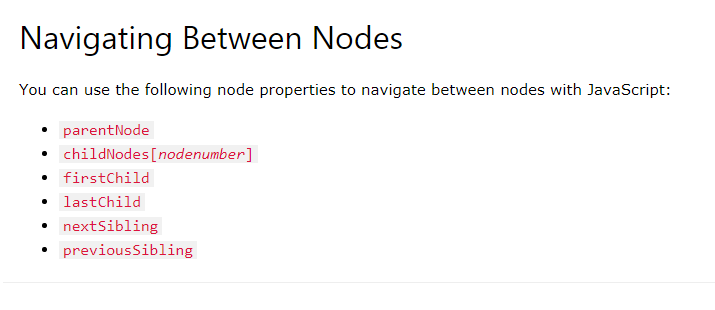 Navigating Between Nodes
You can use the following node properties to navigate between nodes with JavaScript:
parentNode
childNodes[nodenumber]
firstChild
lastChild
nextSibling
previousSibling